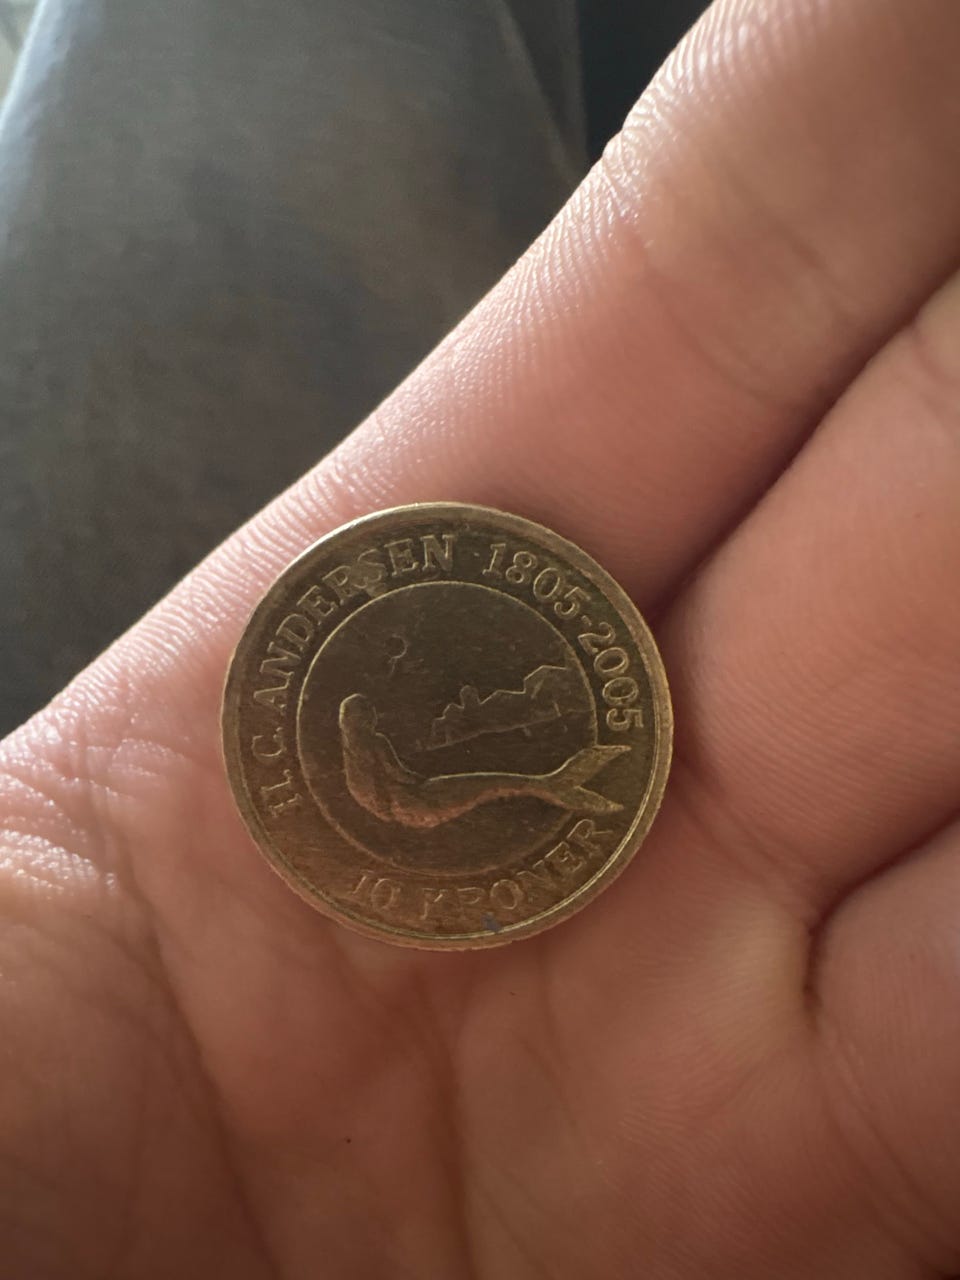 H.C. ANDERSEN 1805-2005
10 KRONER